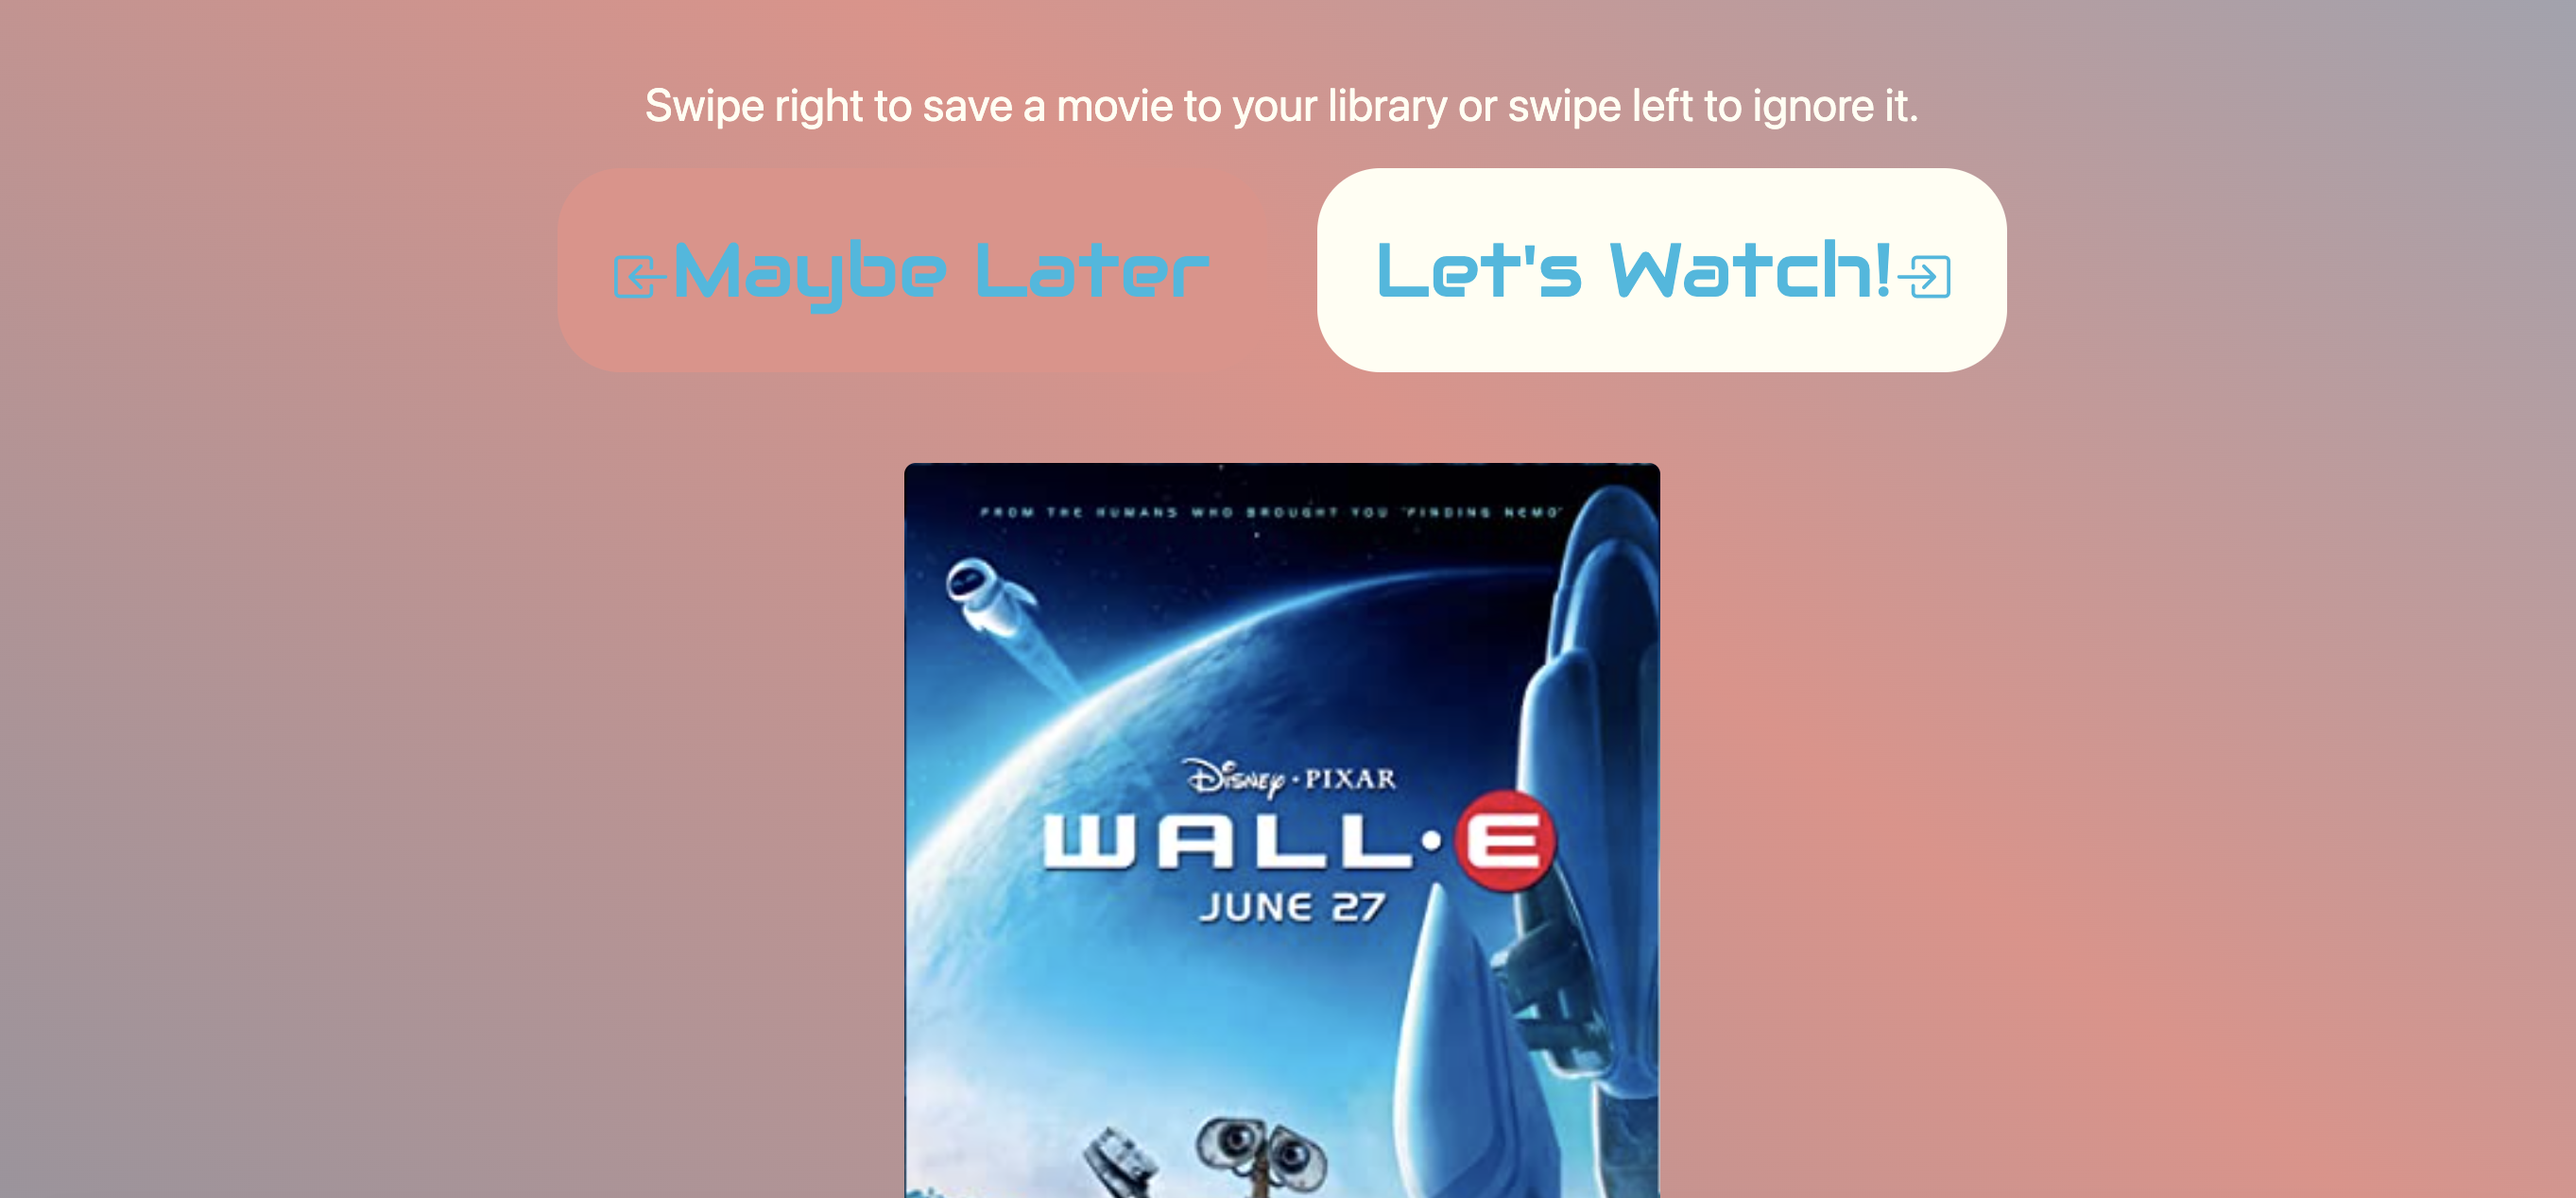 Swipe right to save a movie to your library or swipe left to ignore it.
Maybe Later
Let's Watch!
FROM THE HUMANS WHO BROUGHT YOU "FINDING NEMO"
Disney · PIXAR
WALL·E
JUNE 27